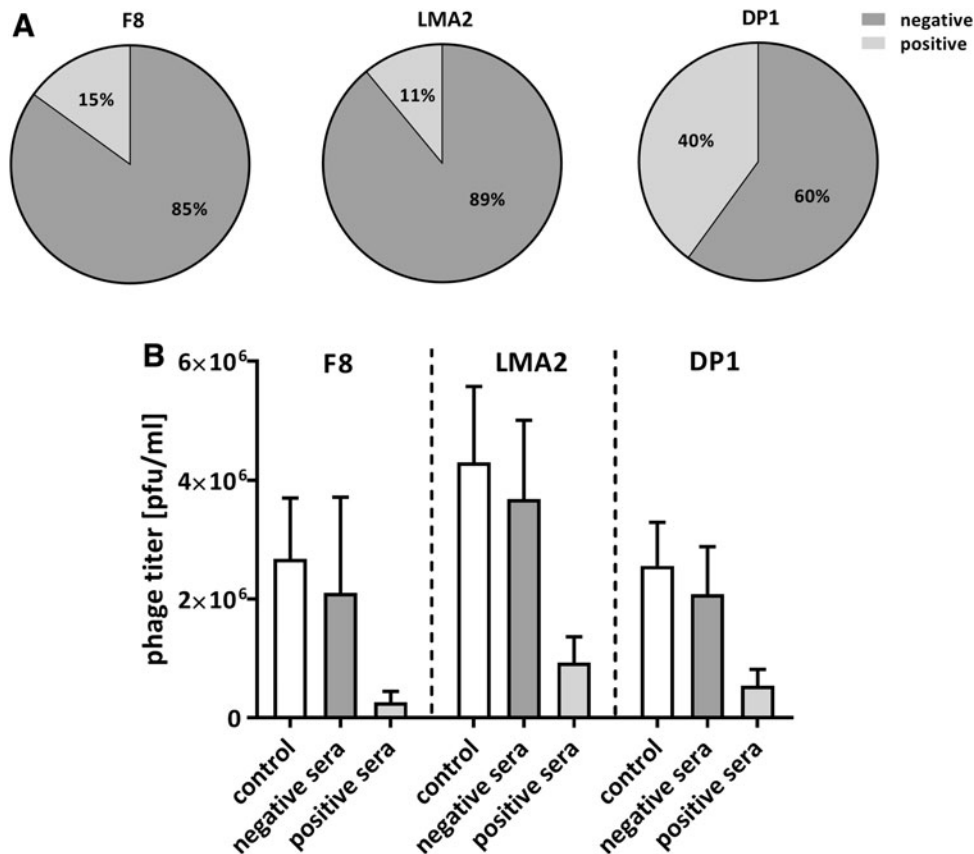 A
F8
LMA2
DP1
negative
positive
15%
85%
11%
89%
40%
60%
B
F8
LMA2
DP1
phage titer [pfu/ml]
6×10⁶
4×10⁶
2×10⁶
0
control
negative sera
positive sera
control
negative sera
positive sera
control
negative sera
positive sera